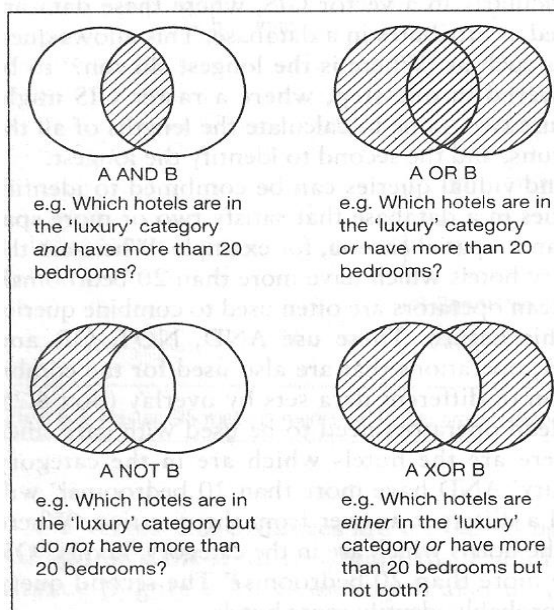 A AND B
e.g. Which hotels are in
the 'luxury' category
and have more than 20
bedrooms?
A OR B
e.g. Which hotels are in
the 'luxury' category
or have more than 20
bedrooms?
A NOT B
e.g. Which hotels are in
the 'luxury' category but
do not have more than
20 bedrooms?
A XOR B
e.g. Which hotels are
either in the 'luxury'
category or have more
than 20 bedrooms but
not both?